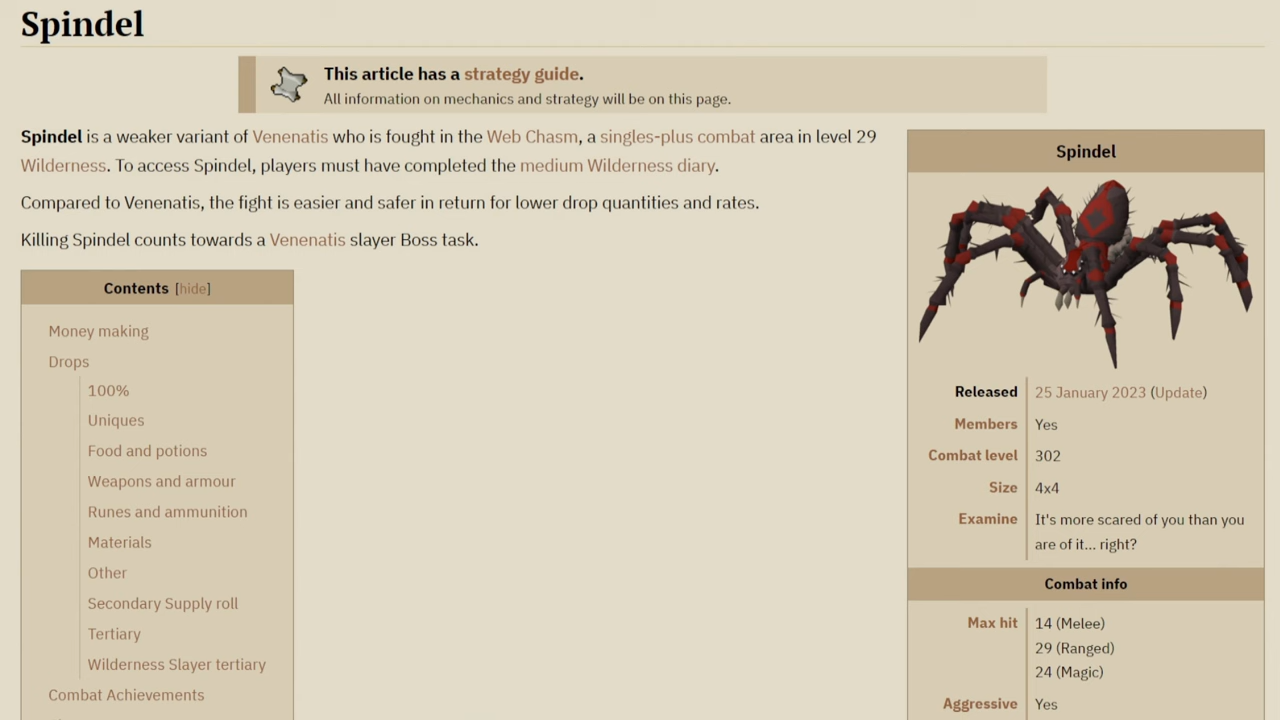 Spindel
This article has a strategy guide.
All information on mechanics and strategy will be on this page.
Spindel is a weaker variant of Venenatis who is fought in the Web Chasm, a singles-plus combat area in level 29
Wilderness. To access Spindel, players must have completed the medium Wilderness diary.
Compared to Venenatis, the fight is easier and safer in return for lower drop quantities and rates.
Killing Spindel counts towards a Venenatis slayer Boss task.
Contents [hide]
Money making
Drops
100%
Uniques
Food and potions
Weapons and armour
Runes and ammunition
Materials
Other
Secondary Supply roll
Tertiary
Wilderness Slayer tertiary
Combat Achievements
Spindel
Released 25 January 2023 (Update)
Members Yes
Combat level 302
Size 4x4
Examine It's more scared of you than you
are of it... right?
Combat info
Max hit 14 (Melee)
29 (Ranged)
24 (Magic)
Aggressive Yes